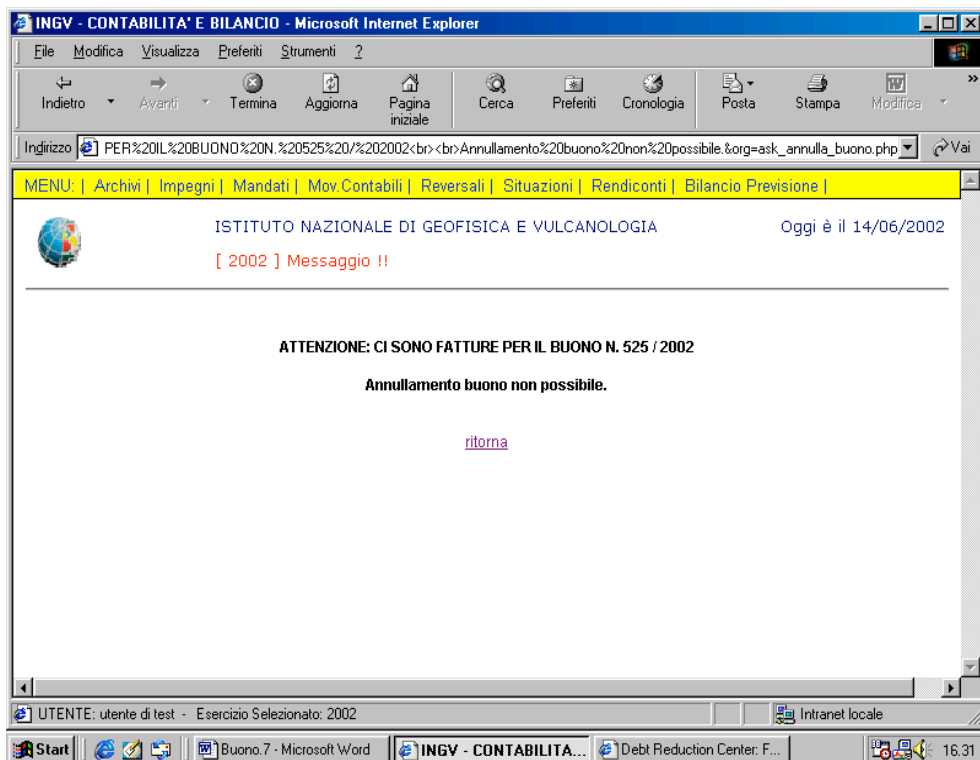 INGV - CONTABILITA' E BILANCIO - Microsoft Internet Explorer
File Modifica Visualizza Preferiti Strumenti ?
Indietro Avanti Termina Aggiorna Pagina iniziale Cerca Preferiti Cronologia Posta Stampa Modifica »
Indirizzo PER%20IL%20BUONO%20N.%20525%20/%202002<br><br>Annullamento%20buono%20non%20possibile.&org=ask_annulla_buono.php Vai
MENU: | Archivi | Impegni | Mandati | Mov.Contabili | Reversali | Situazioni | Rendiconti | Bilancio Previsione |
ISTITUTO NAZIONALE DI GEOFISICA E VULCANOLOGIA Oggi è il 14/06/2002
[ 2002 ] Messaggio !!
ATTENZIONE: CI SONO FATTURE PER IL BUONO N. 525 / 2002
Annullamento buono non possibile.
ritorna
UTENTE: utente di test - Esercizio Selezionato: 2002 Intranet locale
Start Buono.7 - Microsoft Word INGV - CONTABILITA... Debt Reduction Center: F... 16.31